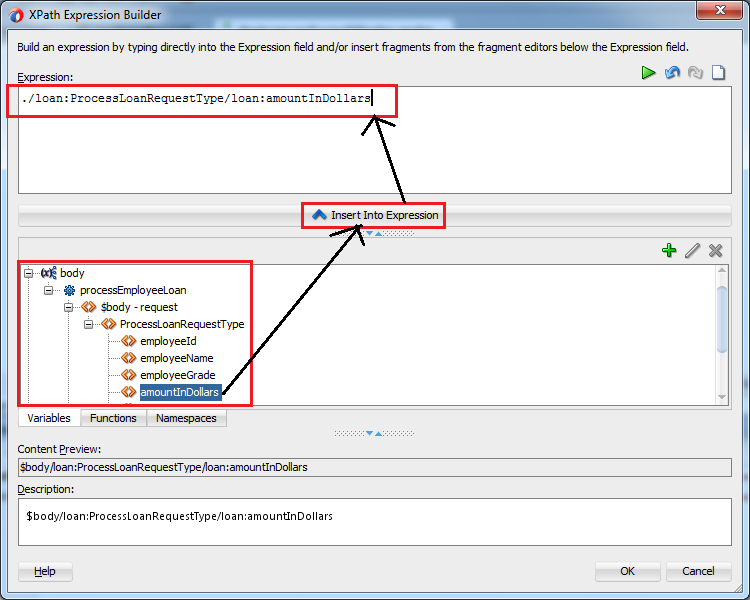 XPath Expression Builder
Build an expression by typing directly into the Expression field and/or insert fragments from the fragment editors below the Expression field.
Expression:
./loan:ProcessLoanRequestType/loan:amountInDollars
Insert Into Expression
body
processEmployeeLoan
$body - request
ProcessLoanRequestType
employeeId
employeeName
employeeGrade
amountInDollars
Variables Functions Namespaces
Content Preview:
$body/loan:ProcessLoanRequestType/loan:amountInDollars
Description:
$body/loan:ProcessLoanRequestType/loan:amountInDollars
Help OK Cancel